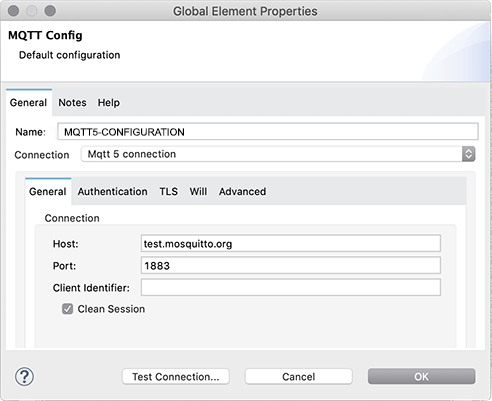 Global Element Properties
MQTT Config
Default configuration
General Notes Help
Name: MQTT5-CONFIGURATION
Connection Mqtt 5 connection
General Authentication TLS Will Advanced
Connection
Host: test.mosquitto.org
Port: 1883
Client Identifier:
Clean Session
? Test Connection... Cancel OK